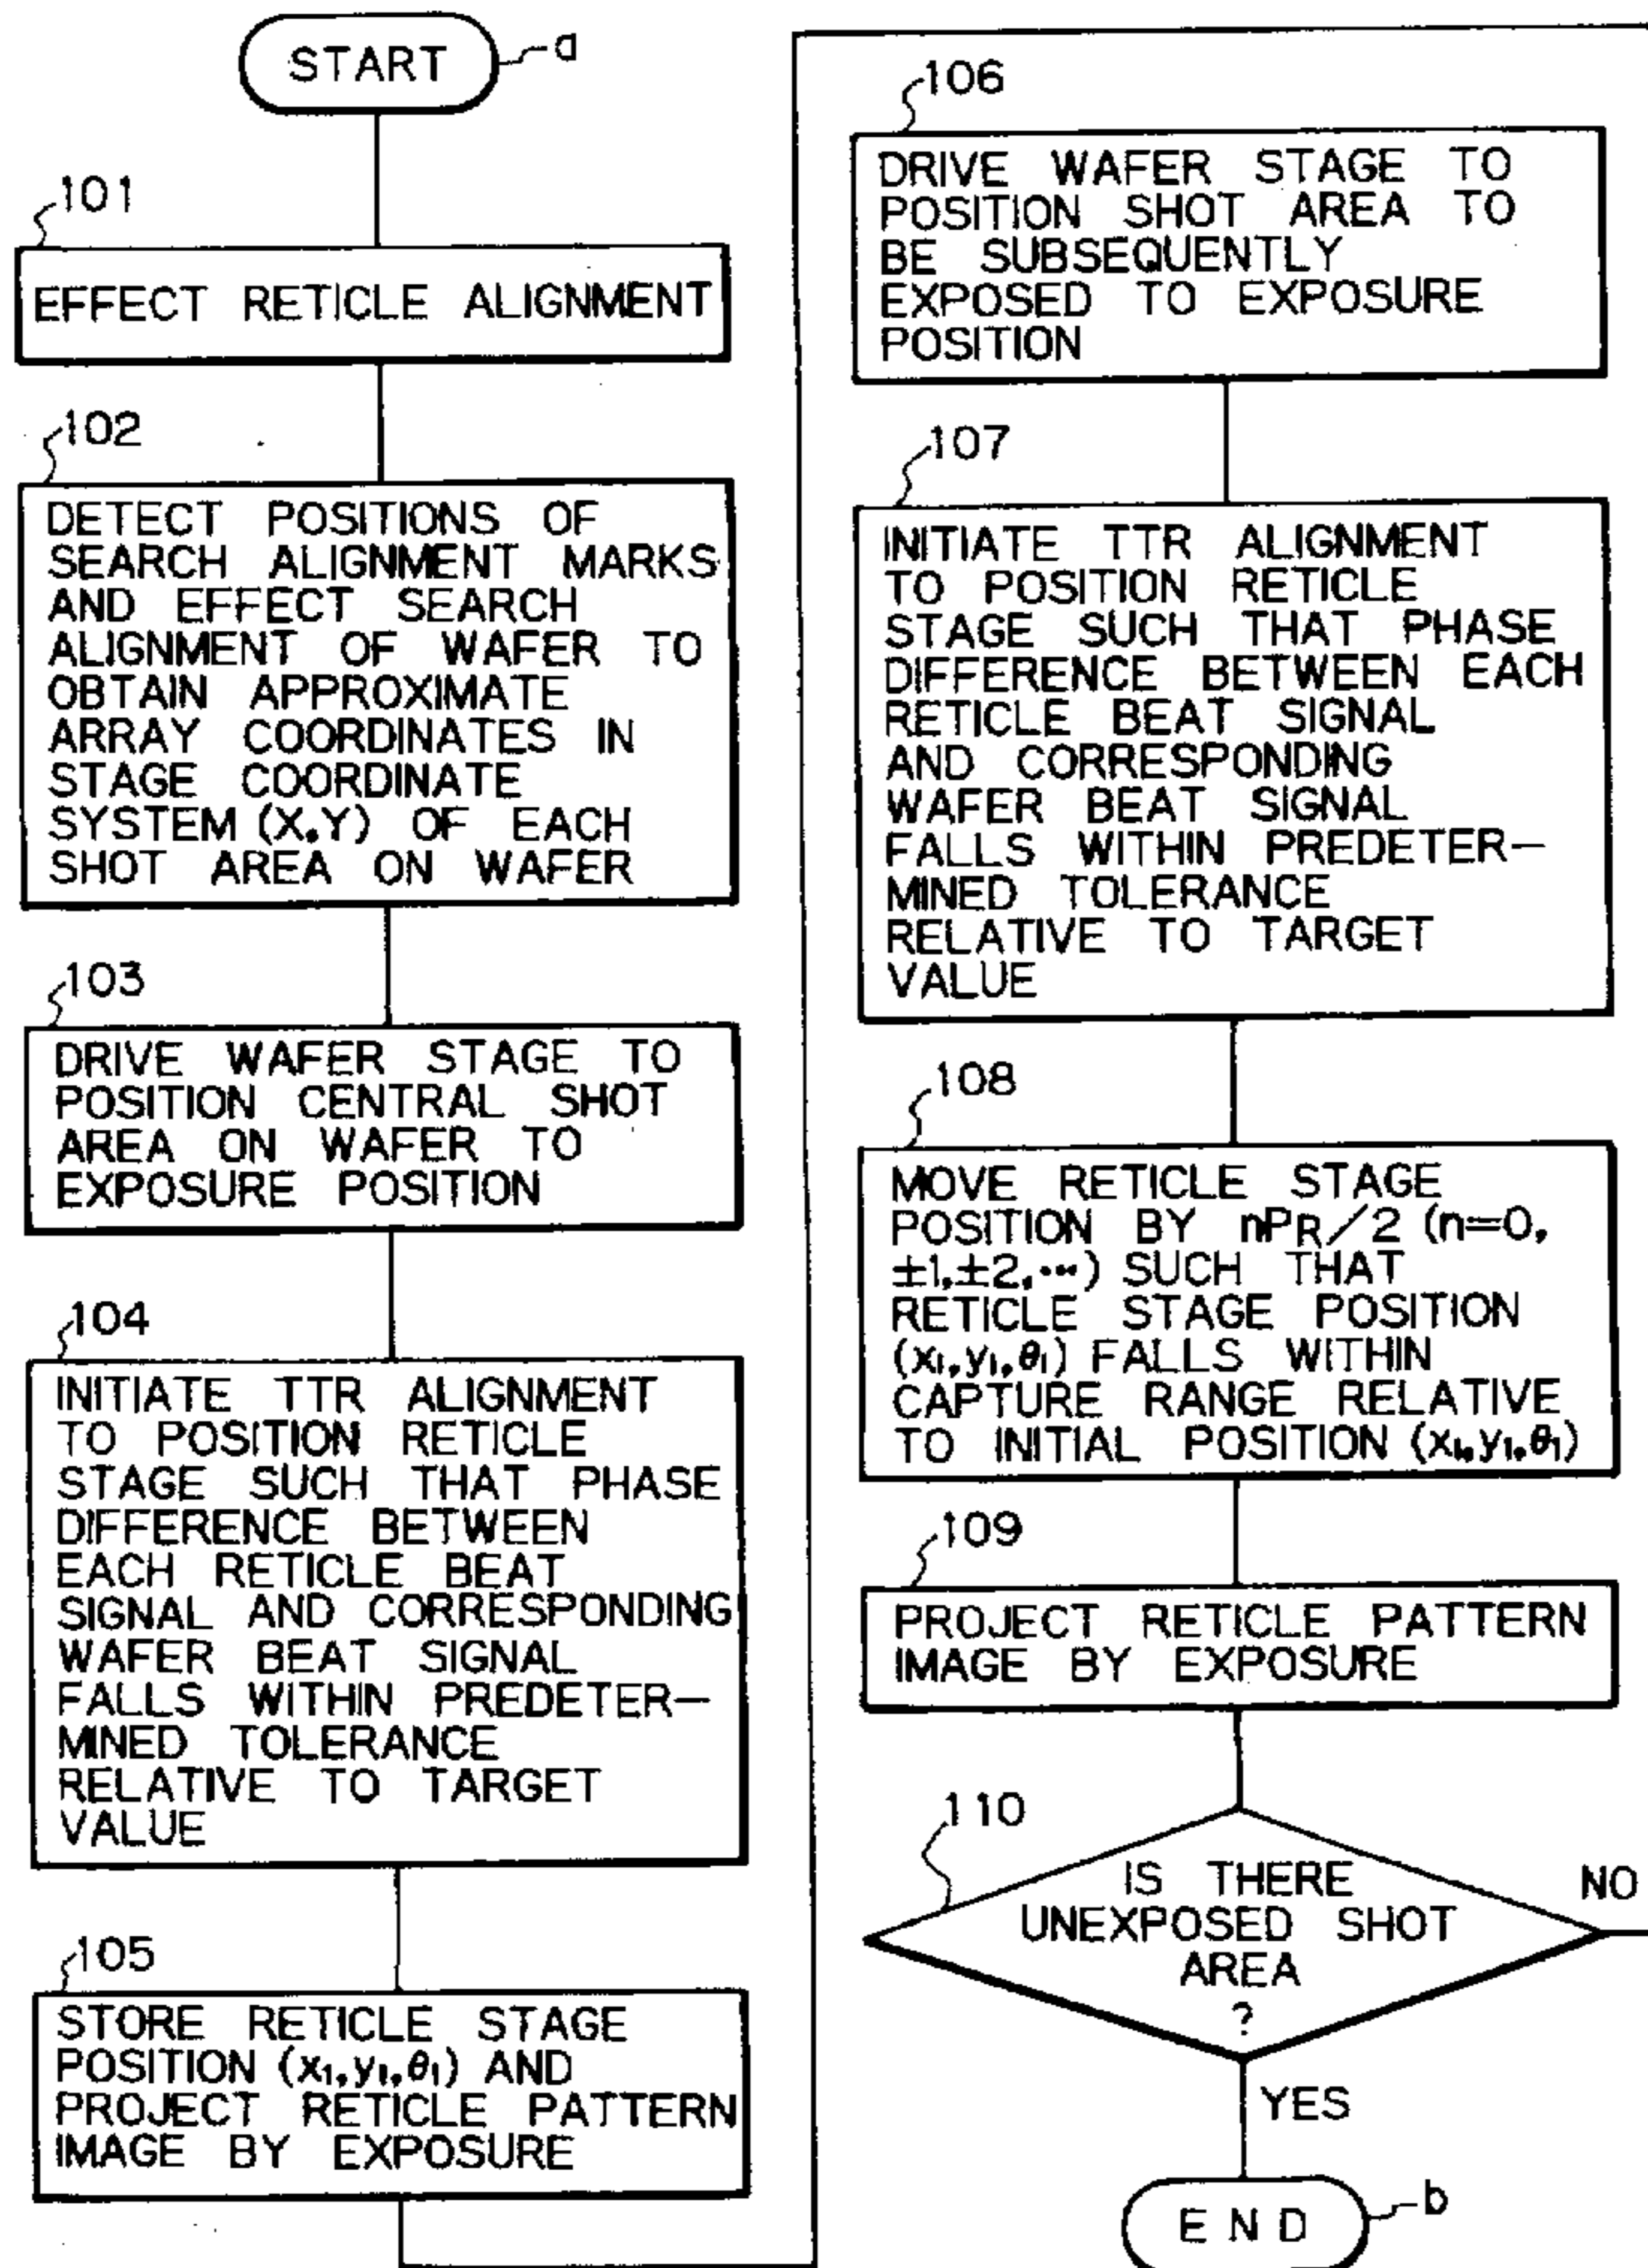 START
a
101
EFFECT RETICLE ALIGNMENT
102
DETECT POSITIONS OF
SEARCH ALIGNMENT MARKS
AND EFFECT SEARCH
ALIGNMENT OF WAFER TO
OBTAIN APPROXIMATE
ARRAY COORDINATES IN
STAGE COORDINATE
SYSTEM (X,Y) OF EACH
SHOT AREA ON WAFER
103
DRIVE WAFER STAGE TO
POSITION CENTRAL SHOT
AREA ON WAFER TO
EXPOSURE POSITION
104
INITIATE TTR ALIGNMENT
TO POSITION RETICLE
STAGE SUCH THAT PHASE
DIFFERENCE BETWEEN
EACH RETICLE BEAT
SIGNAL AND CORRESPONDING
WAFER BEAT SIGNAL
FALLS WITHIN PREDETER-
MINED TOLERANCE
RELATIVE TO TARGET
VALUE
105
STORE RETICLE STAGE
POSITION (x₁,y₁,θ₁) AND
PROJECT RETICLE PATTERN
IMAGE BY EXPOSURE
106
DRIVE WAFER STAGE TO
POSITION SHOT AREA TO
BE SUBSEQUENTLY
EXPOSED TO EXPOSURE
POSITION
107
INITIATE TTR ALIGNMENT
TO POSITION RETICLE
STAGE SUCH THAT PHASE
DIFFERENCE BETWEEN EACH
RETICLE BEAT SIGNAL
AND CORRESPONDING
WAFER BEAT SIGNAL
FALLS WITHIN PREDETER-
MINED TOLERANCE
RELATIVE TO TARGET
VALUE
108
MOVE RETICLE STAGE
POSITION BY nPR/2 (n=0,
±1,±2,…) SUCH THAT
RETICLE STAGE POSITION
(xi,yi,θi) FALLS WITHIN
CAPTURE RANGE RELATIVE
TO INITIAL POSITION (x₁,y₁,θ₁)
109
PROJECT RETICLE PATTERN
IMAGE BY EXPOSURE
110
IS THERE
UNEXPOSED SHOT
AREA
?
NO
YES
END
b